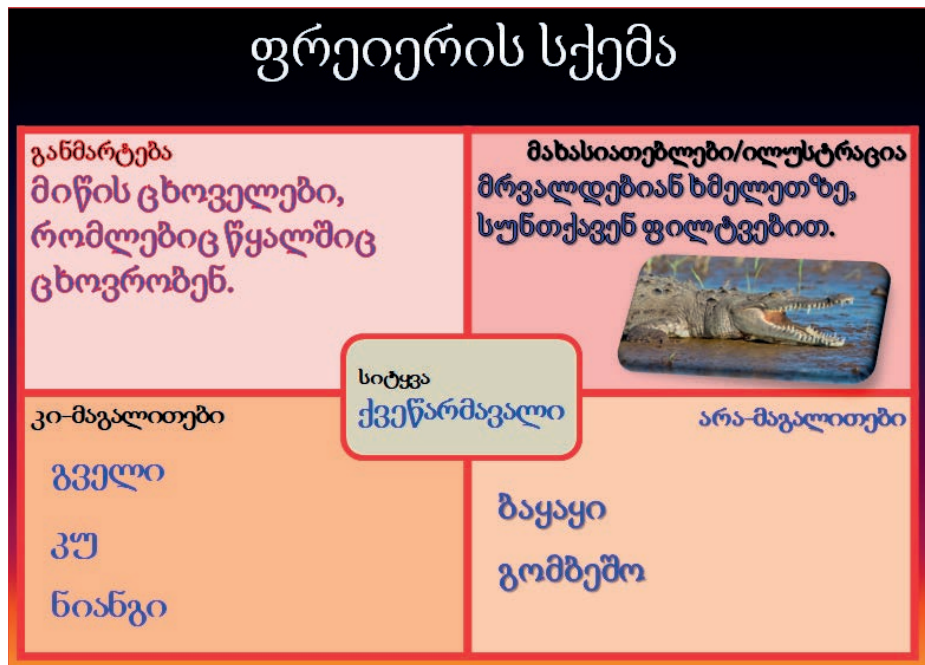 ფრეიერის სქემა
განმარტება
მიწის ცხოველები,
რომლებიც წყალშიც
ცხოვრობენ.
მახასიათებლები/ილუსტრაცია
მრვალდებიან ხმელეთზე,
სუნთქავენ ფილტვებით.
სიტყვა
ქვეწარმავალი
კი-მაგალითები
გველი
კუ
ნიანგი
არა-მაგალითები
ბაყაყი
გომბეშო